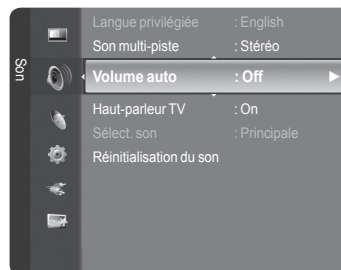 Son
Langue privilégiée : English
Son multi-piste : Stéréo
Volume auto : Off
Haut-parleur TV : On
Sélect. son : Principale
Réinitialisation du son